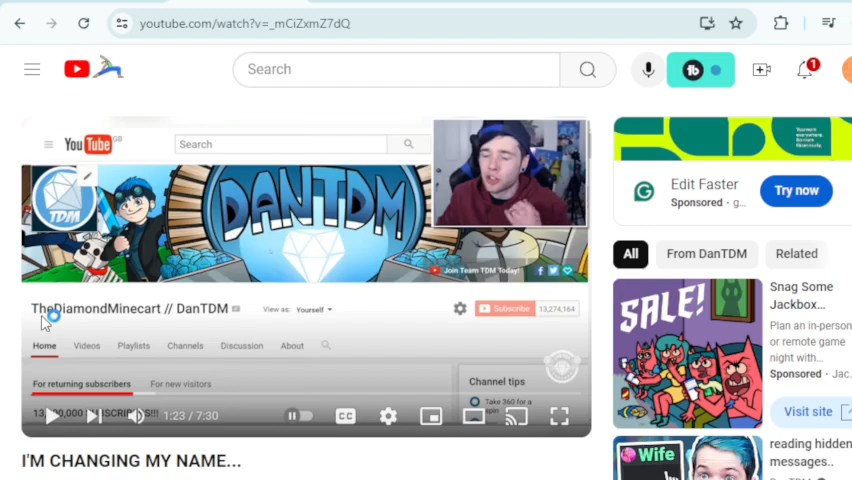 youtube.com/watch?v=_mCiZxmZ7dQ
Search
tb
1
YouTube GB
Search
TDM
DANTDM
Join Team TDM Today!
TheDiamondMinecart // DanTDM
View as: Yourself
Subscribe 13,274,164
Home Videos Playlists Channels Discussion About
For returning subscribers For new visitors
Channel tips
Take 360 for a
spin
1:23 / 7:30
CC
I'M CHANGING MY NAME...
Edit Faster
Sponsored · g...
Try now
All From DanTDM Related
SALE!
Snag Some
Jackbox...
Plan an in-person
or remote game
night with...
Sponsored · Jac...
Visit site
Wife
reading hidden
messages..